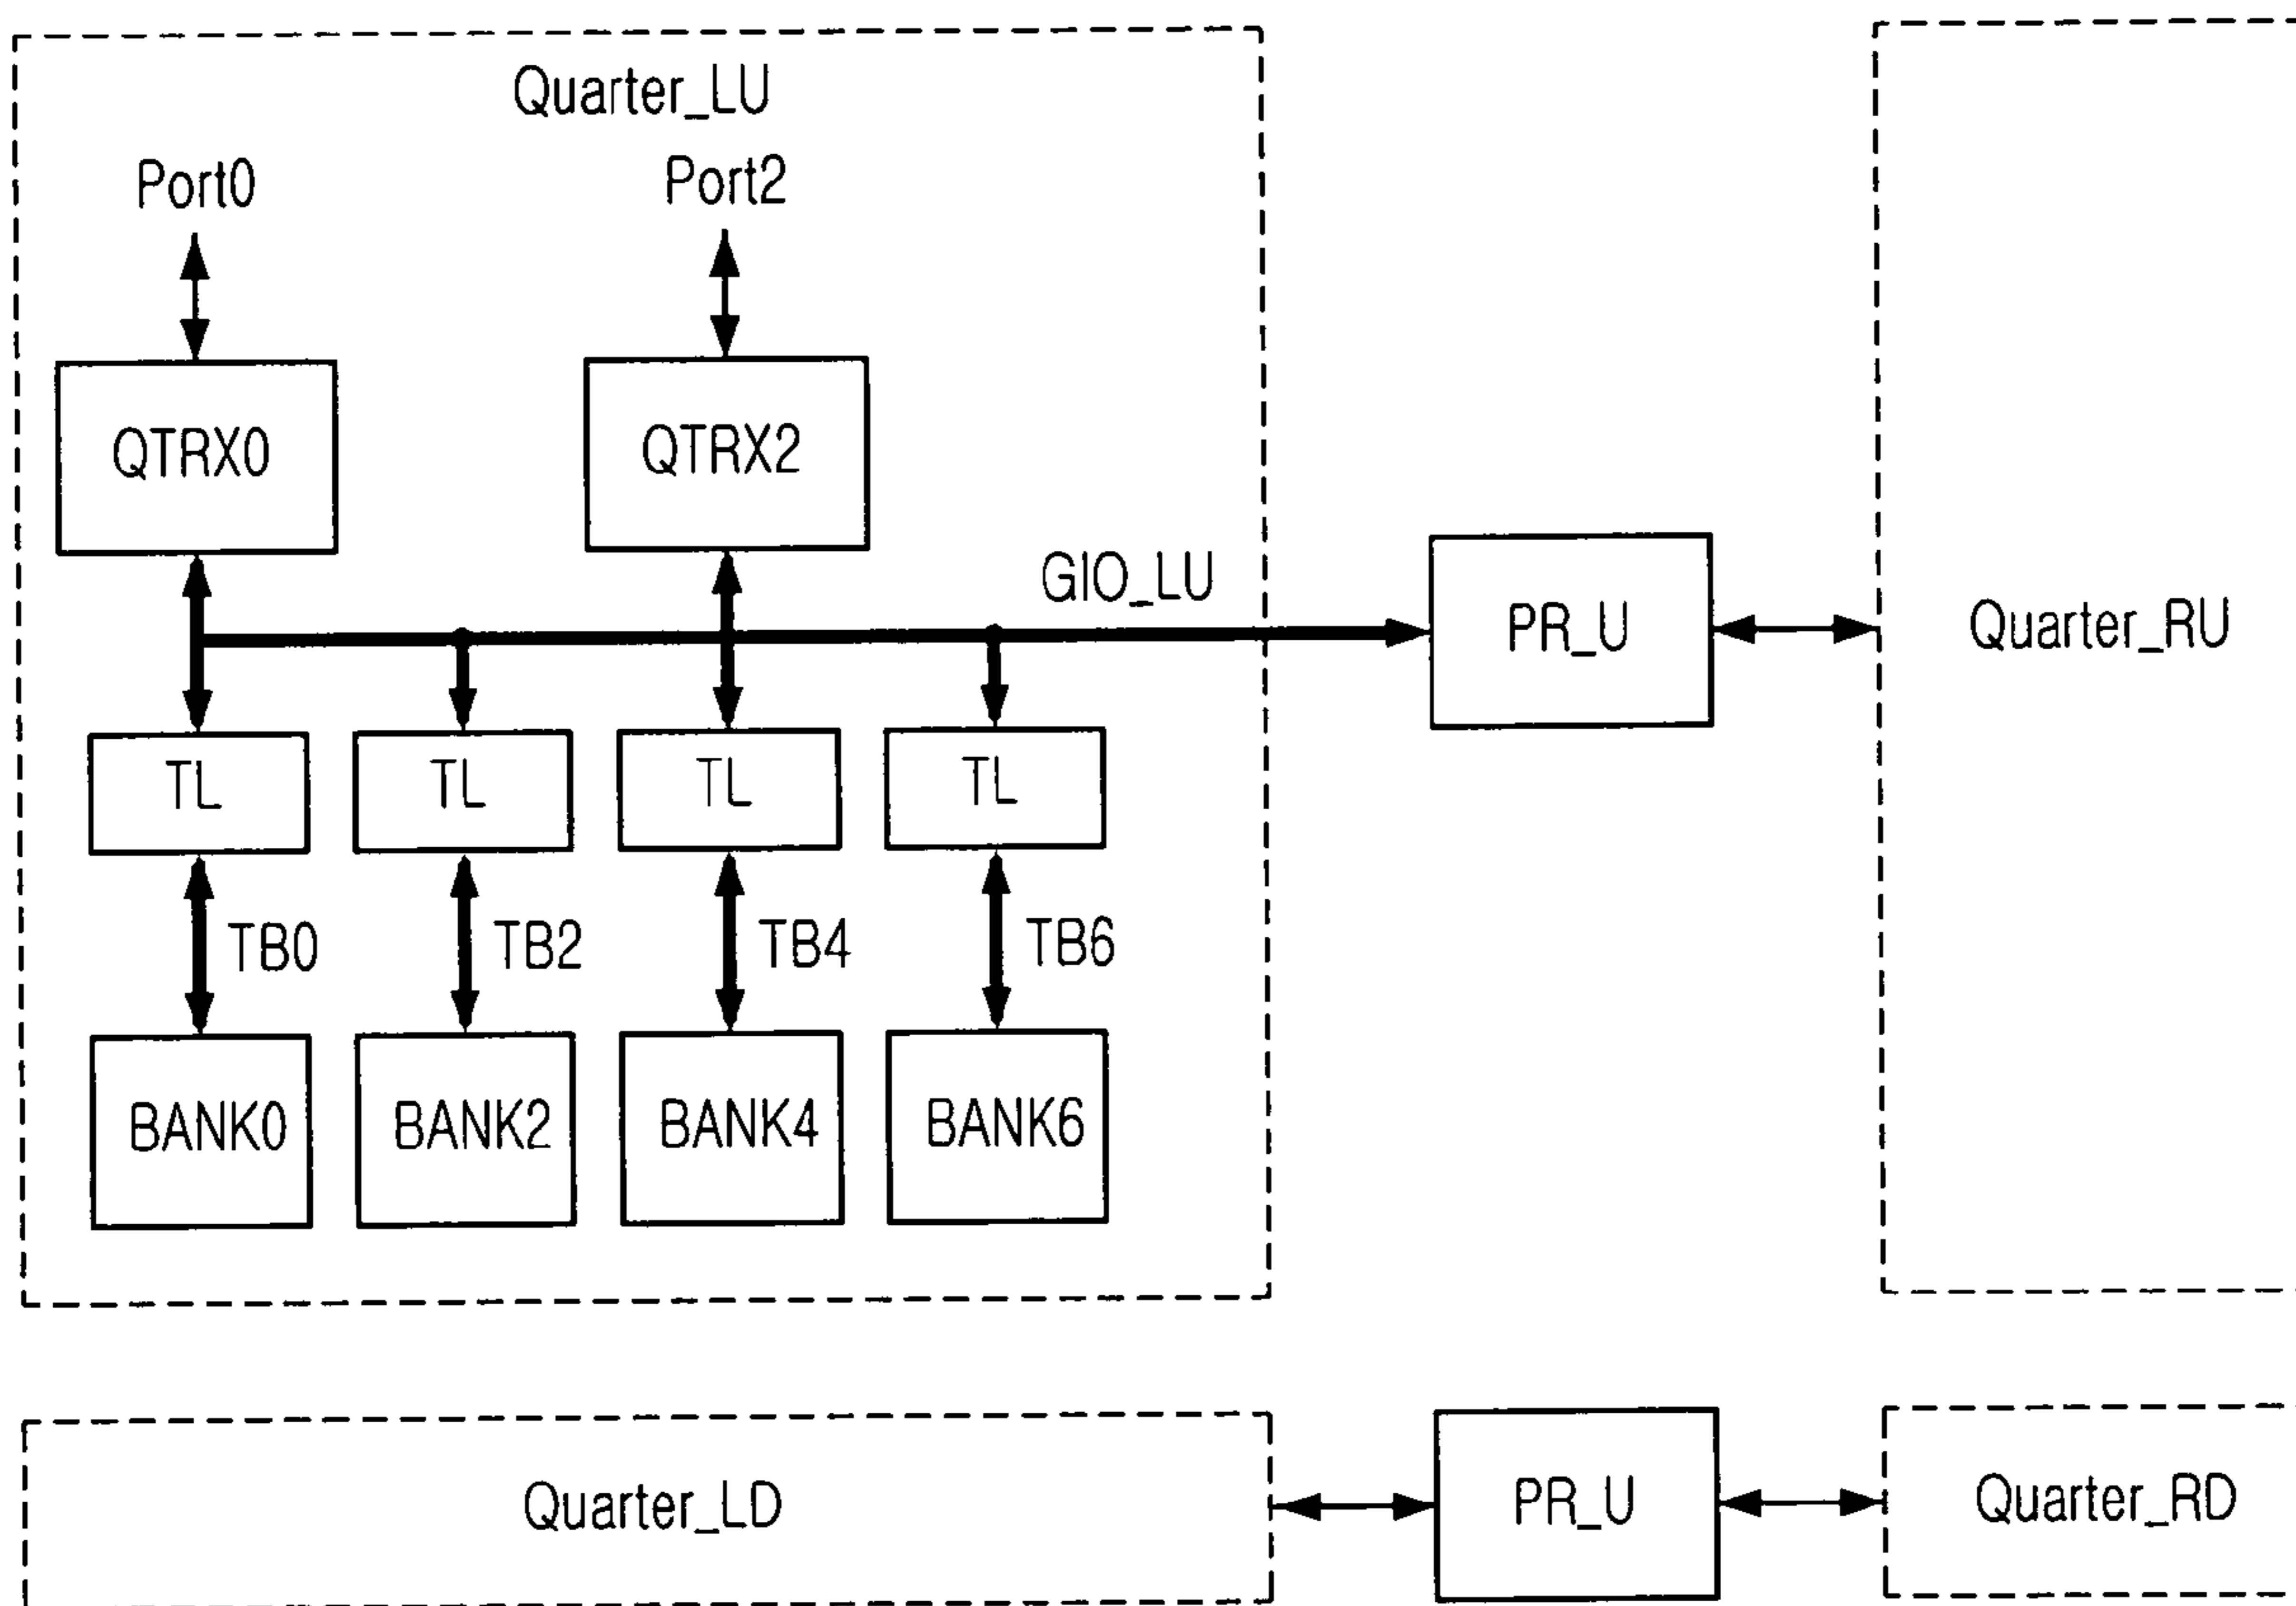 Quarter_LU
Port0 Port2
QTRX0 QTRX2
GIO_LU
PR_U
Quarter_RU
TL TL TL TL
TB0 TB2 TB4 TB6
BANK0 BANK2 BANK4 BANK6
Quarter_LD
PR_U
Quarter_RD